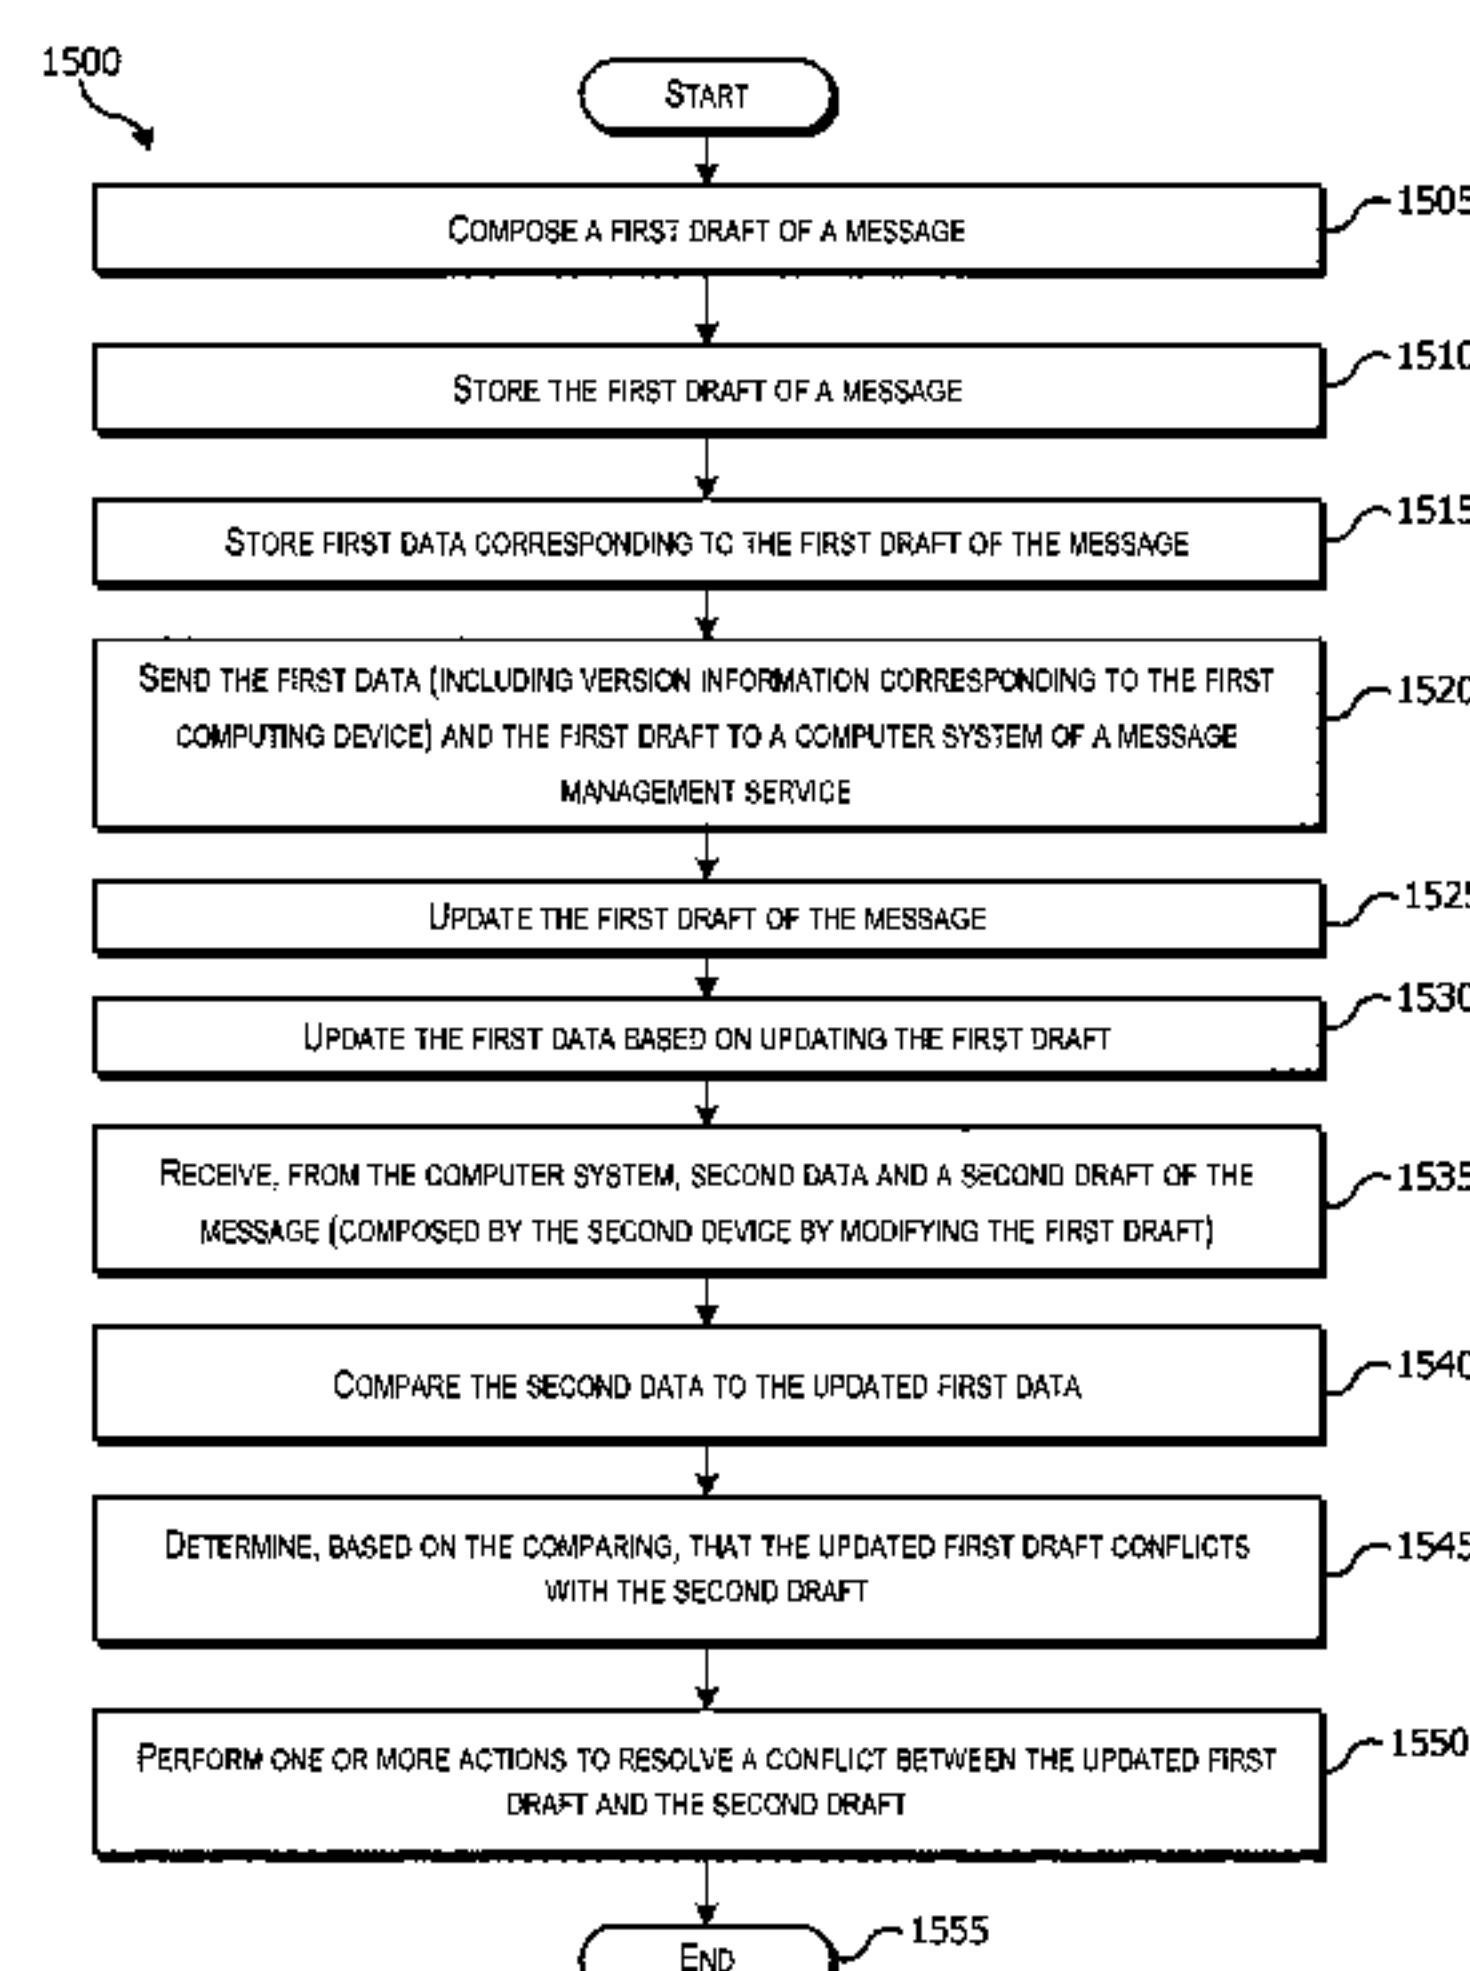 1500
START
COMPOSE A FIRST DRAFT OF A MESSAGE
1505
STORE THE FIRST DRAFT OF A MESSAGE
1510
STORE FIRST DATA CORRESPONDING TO THE FIRST DRAFT OF THE MESSAGE
1515
SEND THE FIRST DATA (INCLUDING VERSION INFORMATION CORRESPONDING TO THE FIRST
COMPUTING DEVICE) AND THE FIRST DRAFT TO A COMPUTER SYSTEM OF A MESSAGE
MANAGEMENT SERVICE
1520
UPDATE THE FIRST DRAFT OF THE MESSAGE
1525
UPDATE THE FIRST DATA BASED ON UPDATING THE FIRST DRAFT
1530
RECEIVE, FROM THE COMPUTER SYSTEM, SECOND DATA AND A SECOND DRAFT OF THE
MESSAGE (COMPOSED BY THE SECOND DEVICE BY MODIFYING THE FIRST DRAFT)
1535
COMPARE THE SECOND DATA TO THE UPDATED FIRST DATA
1540
DETERMINE, BASED ON THE COMPARING, THAT THE UPDATED FIRST DRAFT CONFLICTS
WITH THE SECOND DRAFT
1545
PERFORM ONE OR MORE ACTIONS TO RESOLVE A CONFLICT BETWEEN THE UPDATED FIRST
DRAFT AND THE SECOND DRAFT
1550
END
1555